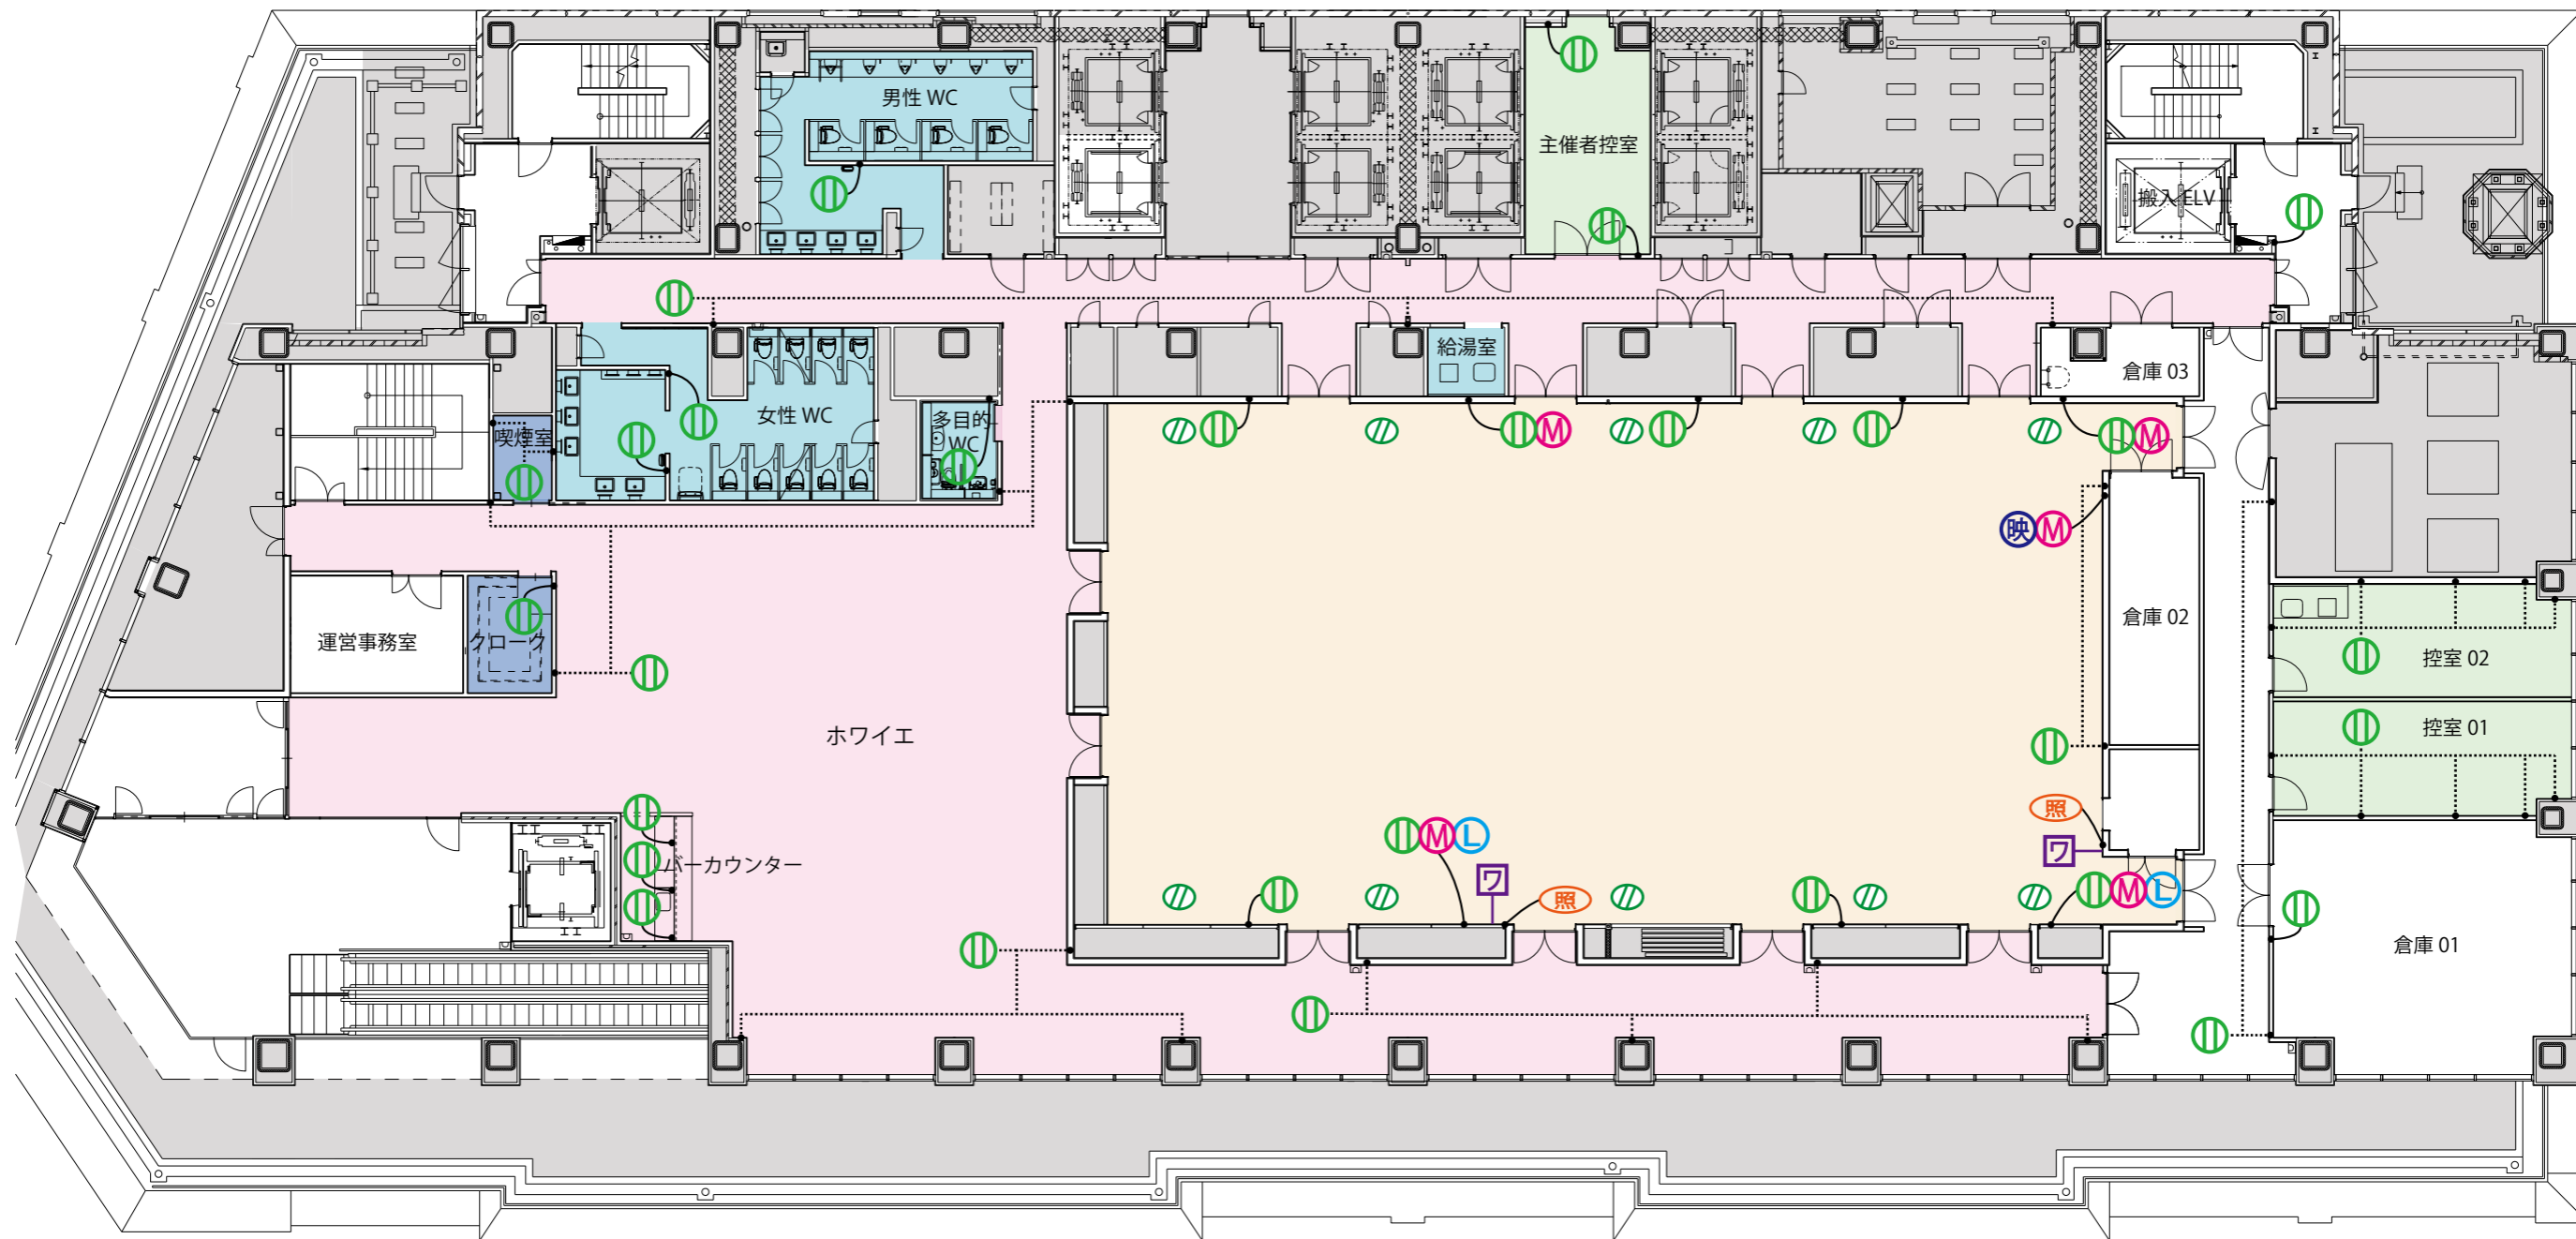 男性 WC
主催者控室
搬入 ELV
給湯室
倉庫 03
喫煙室
女性 WC
多目的
WC
M
M
映 M
倉庫 02
運営事務室
クローク
控室 02
控室 01
ホワイエ
バーカウンター
M L
ワ
照
照
ワ
M L
倉庫 01